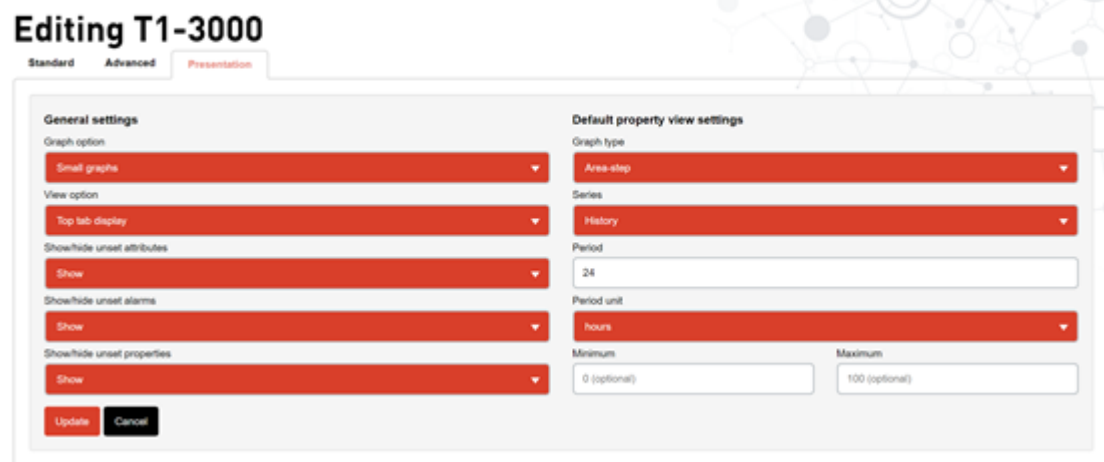 Editing T1-3000
Standard Advanced Presentation
General settings
Graph option
Small graphs
View option
Top tab display
Show/hide unset attributes
Show
Show/hide unset alarms
Show
Show/hide unset properties
Show
Update Cancel
Default property view settings
Graph type
Area-step
Series
History
Period
24
Period unit
hours
Minimum Maximum
0 (optional) 100 (optional)